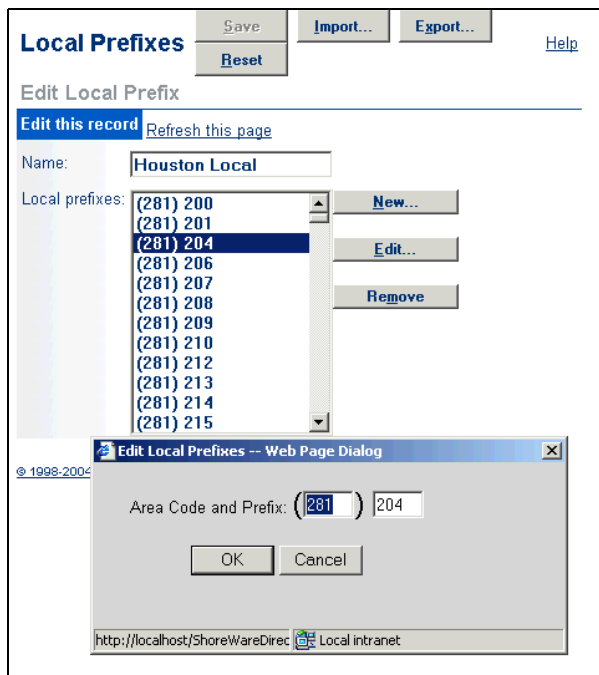 Local Prefixes
Save
Import...
Export...
Reset
Help
Edit Local Prefix
Edit this record
Refresh this page
Name:
Houston Local
Local prefixes:
(281) 200
(281) 201
(281) 204
(281) 206
(281) 207
(281) 208
(281) 209
(281) 210
(281) 212
(281) 213
(281) 214
(281) 215
New...
Edit...
Remove
© 1998-2004
Edit Local Prefixes -- Web Page Dialog
Area Code and Prefix: (281) 204
OK
Cancel
http://localhost/ShoreWareDirec
Local intranet